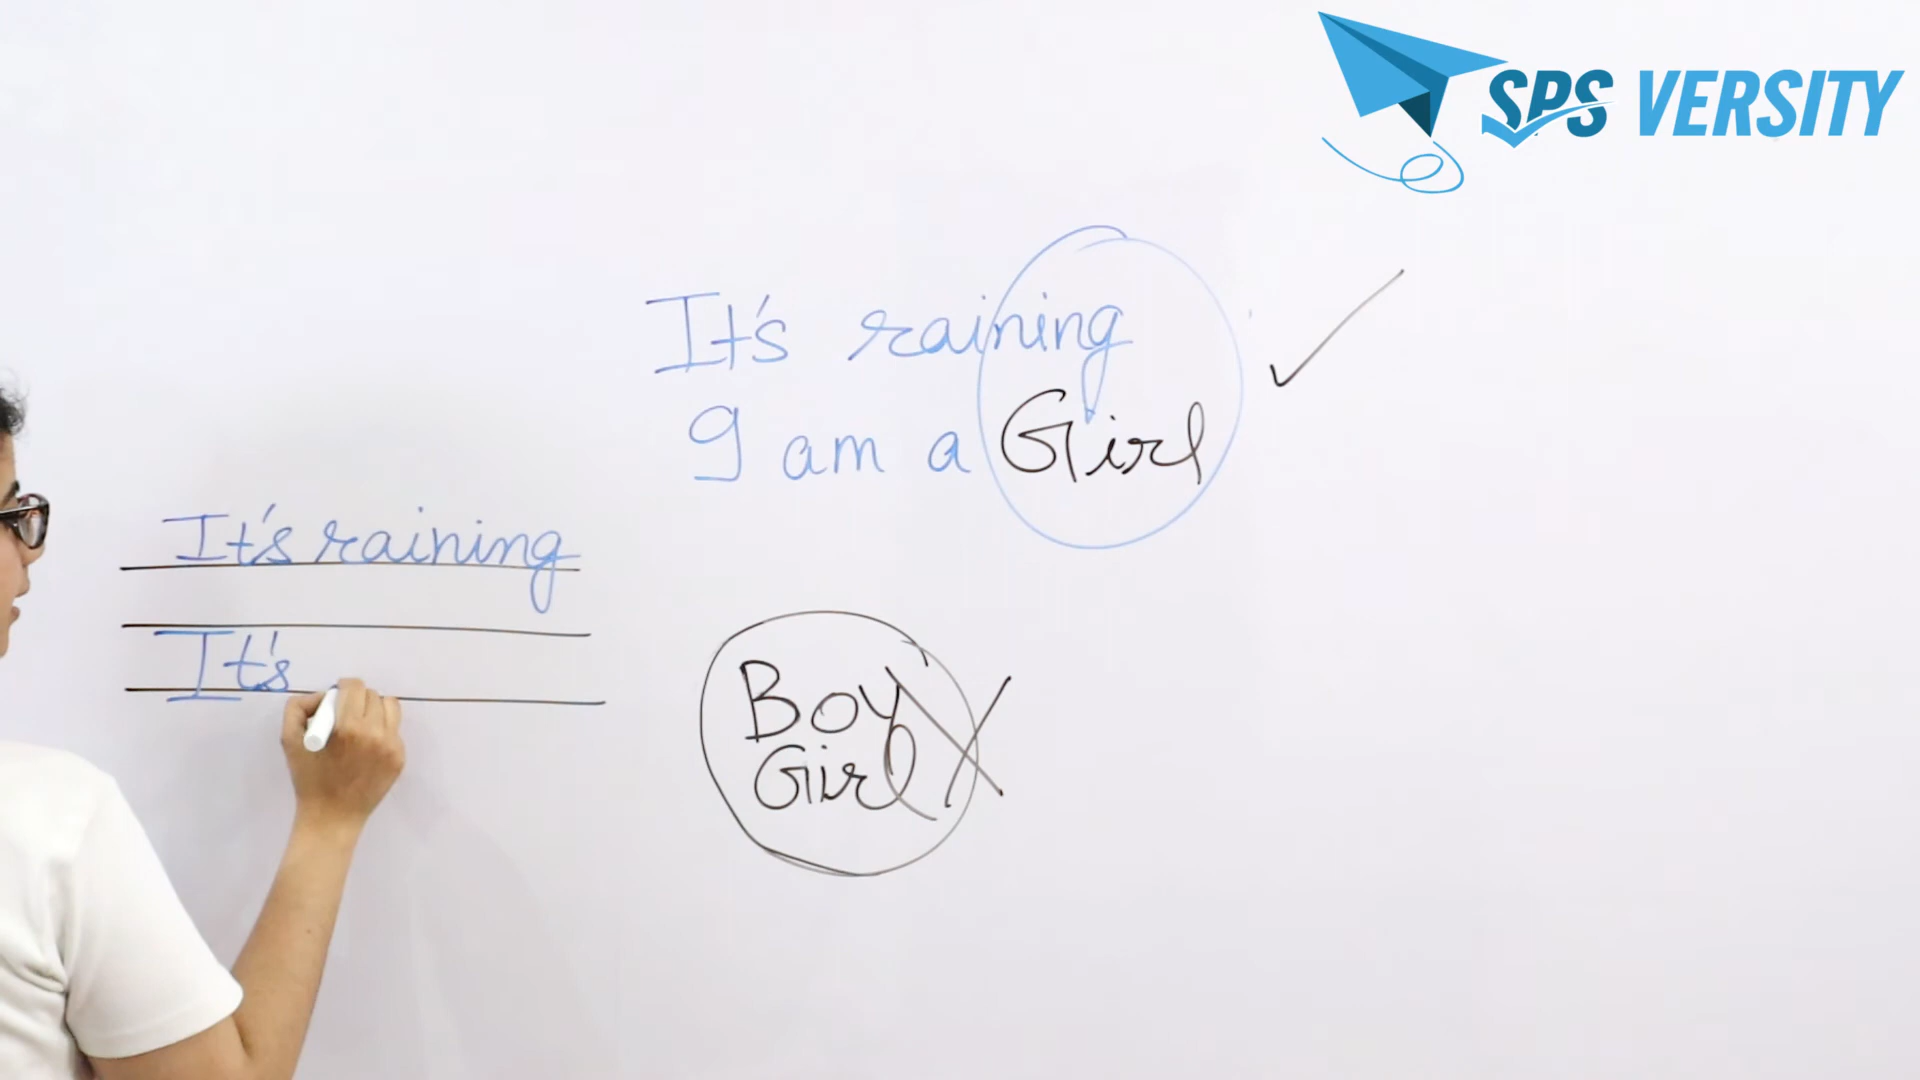 SPS VERSITY
It's raining
I am a Girl
It's raining
It's
Boy
Girl